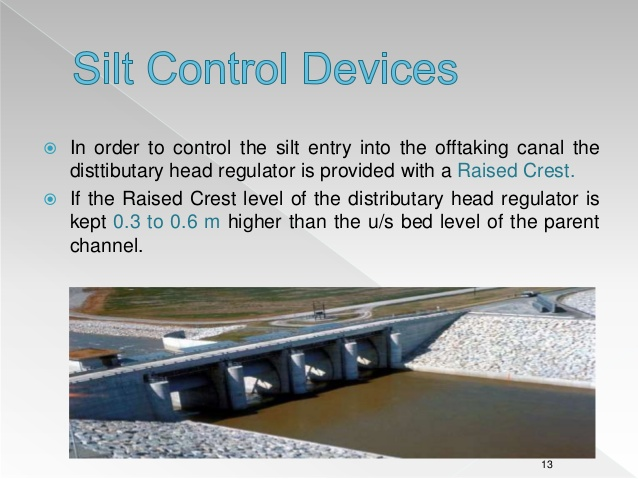 Silt Control Devices
In order to control the silt entry into the offtaking canal the
disttibutary head regulator is provided with a Raised Crest.
If the Raised Crest level of the distributary head regulator is
kept 0.3 to 0.6 m higher than the u/s bed level of the parent
channel.
13